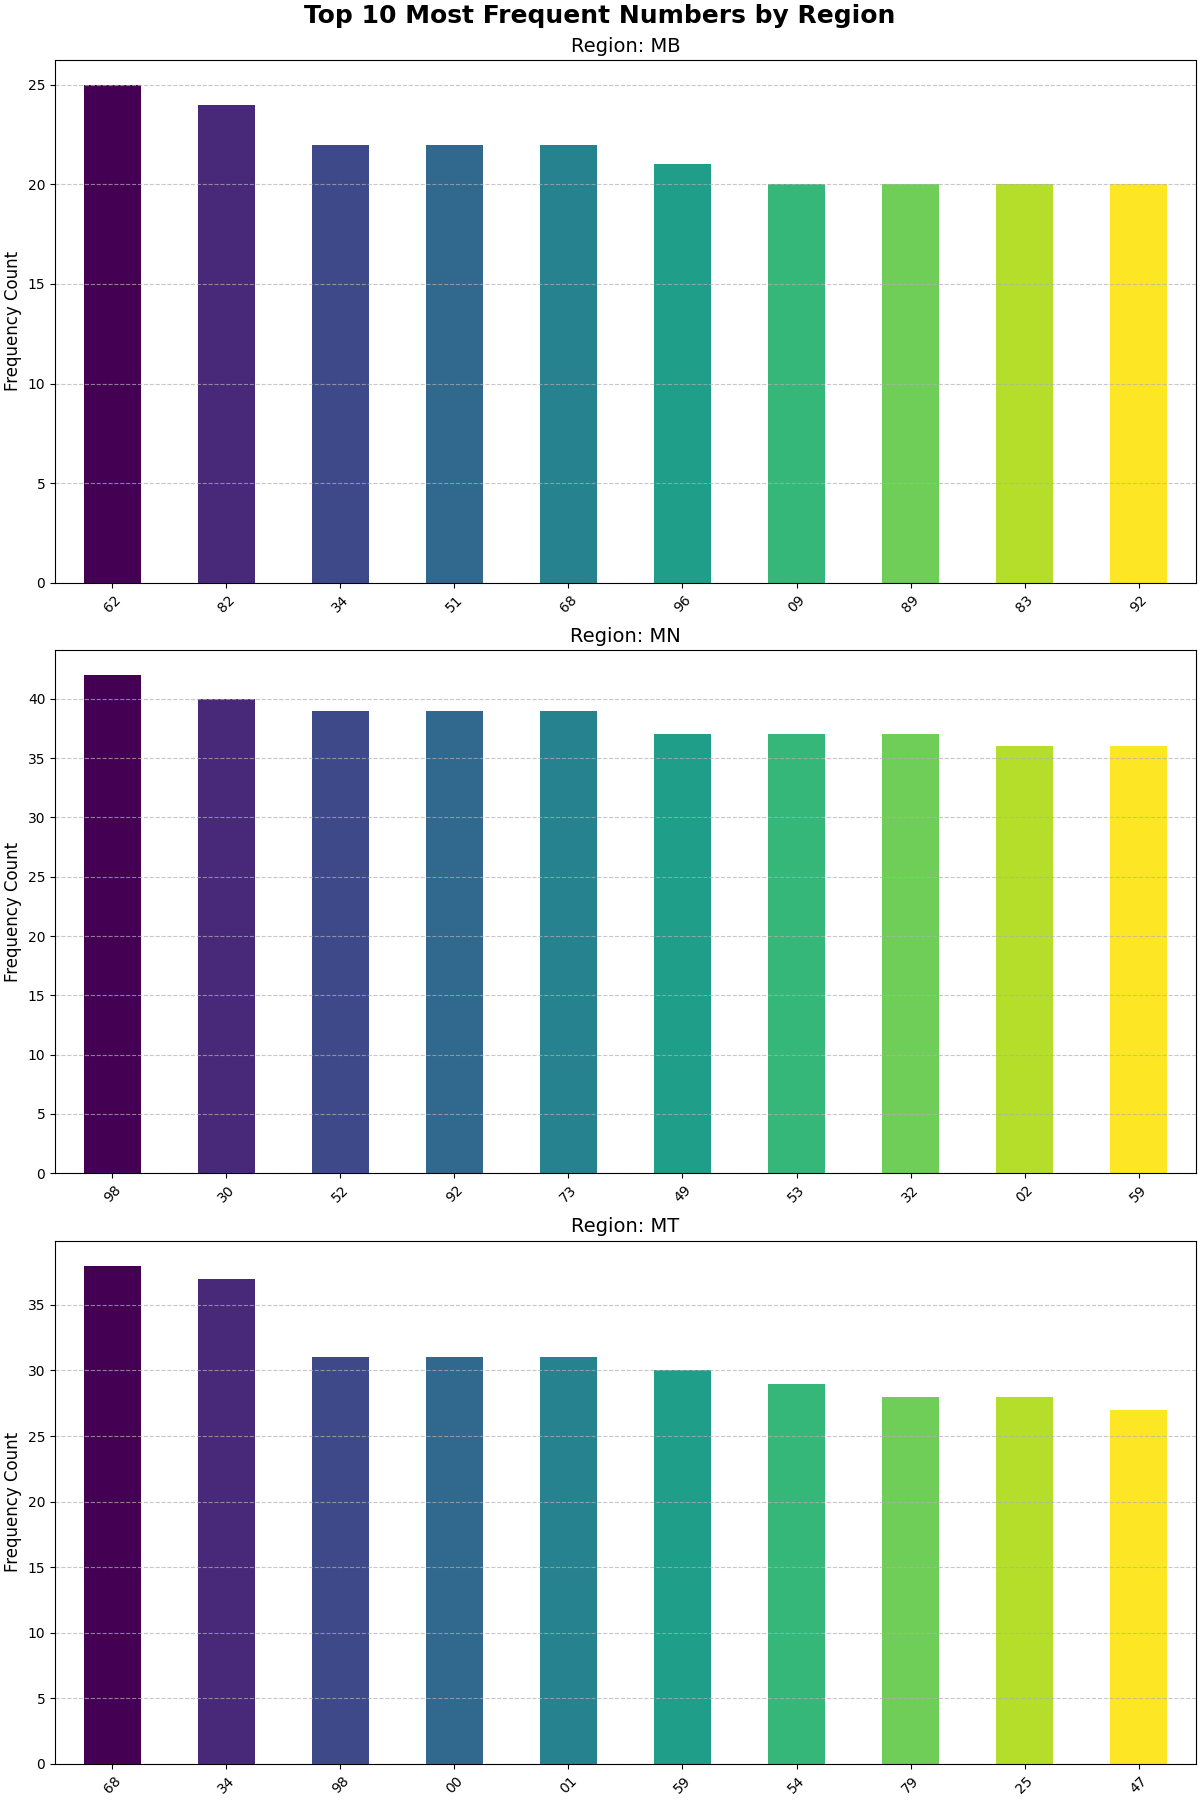 Top 10 Most Frequent Numbers by Region
Region: MB
Frequency Count
25
20
15
10
5
0
62 82 34 51 68 96 09 89 83 92
Region: MN
Frequency Count
40
35
30
25
20
15
10
5
0
98 30 52 92 73 49 53 32 02 59
Region: MT
Frequency Count
35
30
25
20
15
10
5
0
68 34 98 00 01 59 54 79 25 47